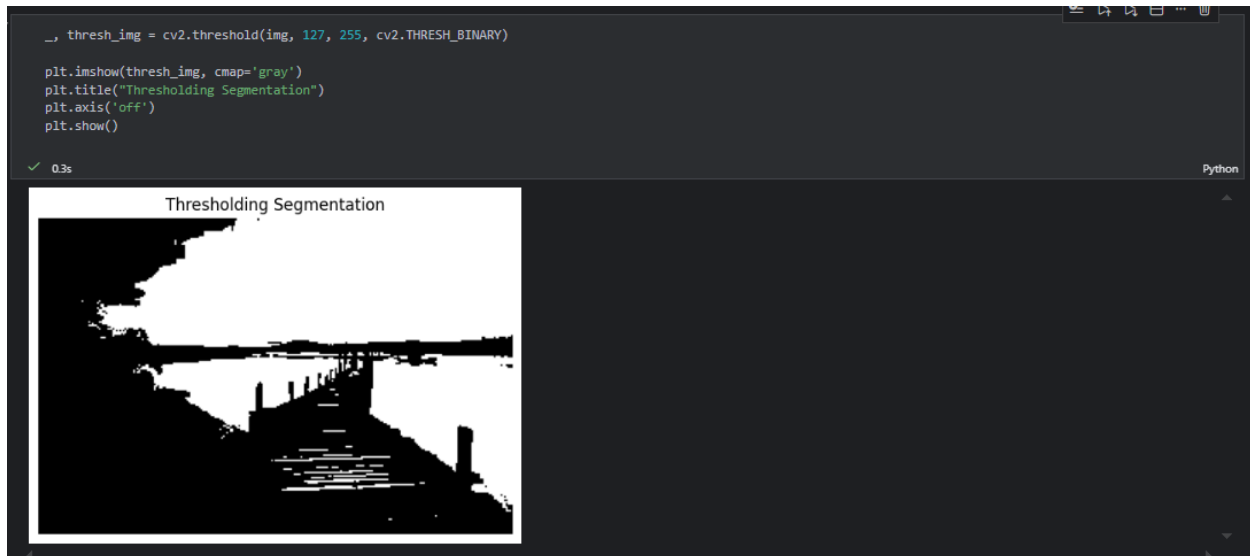 _, thresh_img = cv2.threshold(img, 127, 255, cv2.THRESH_BINARY)
plt.imshow(thresh_img, cmap='gray')
plt.title("Thresholding Segmentation")
plt.axis('off')
plt.show()
0.3s
Python
Thresholding Segmentation